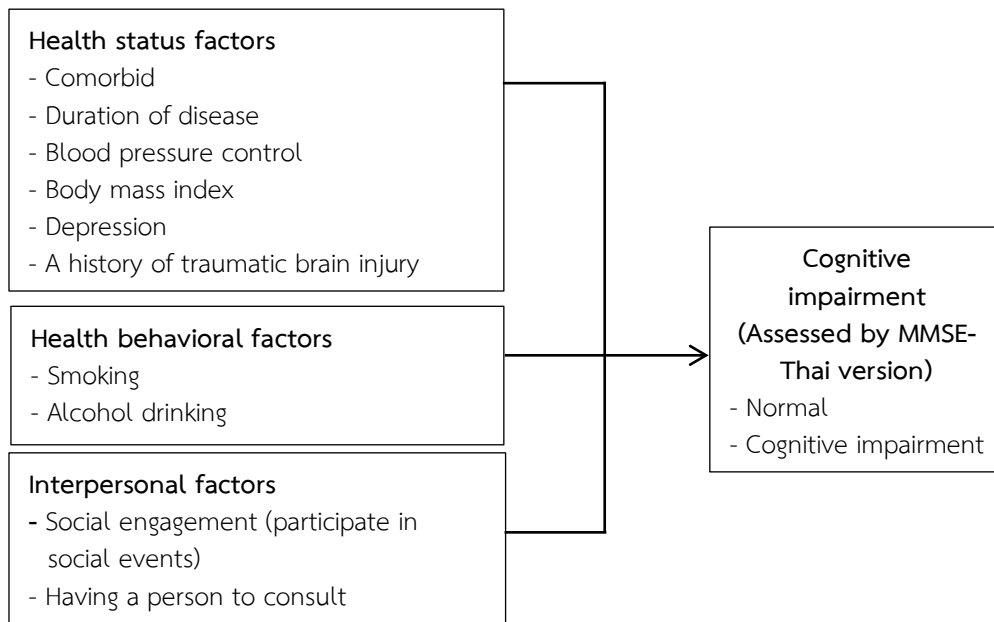 Health status factors
- Comorbid
- Duration of disease
- Blood pressure control
- Body mass index
- Depression
- A history of traumatic brain injury
Health behavioral factors
- Smoking
- Alcohol drinking
Interpersonal factors
- Social engagement (participate in
social events)
- Having a person to consult
Cognitive
impairment
(Assessed by MMSE-
Thai version)
- Normal
- Cognitive impairment